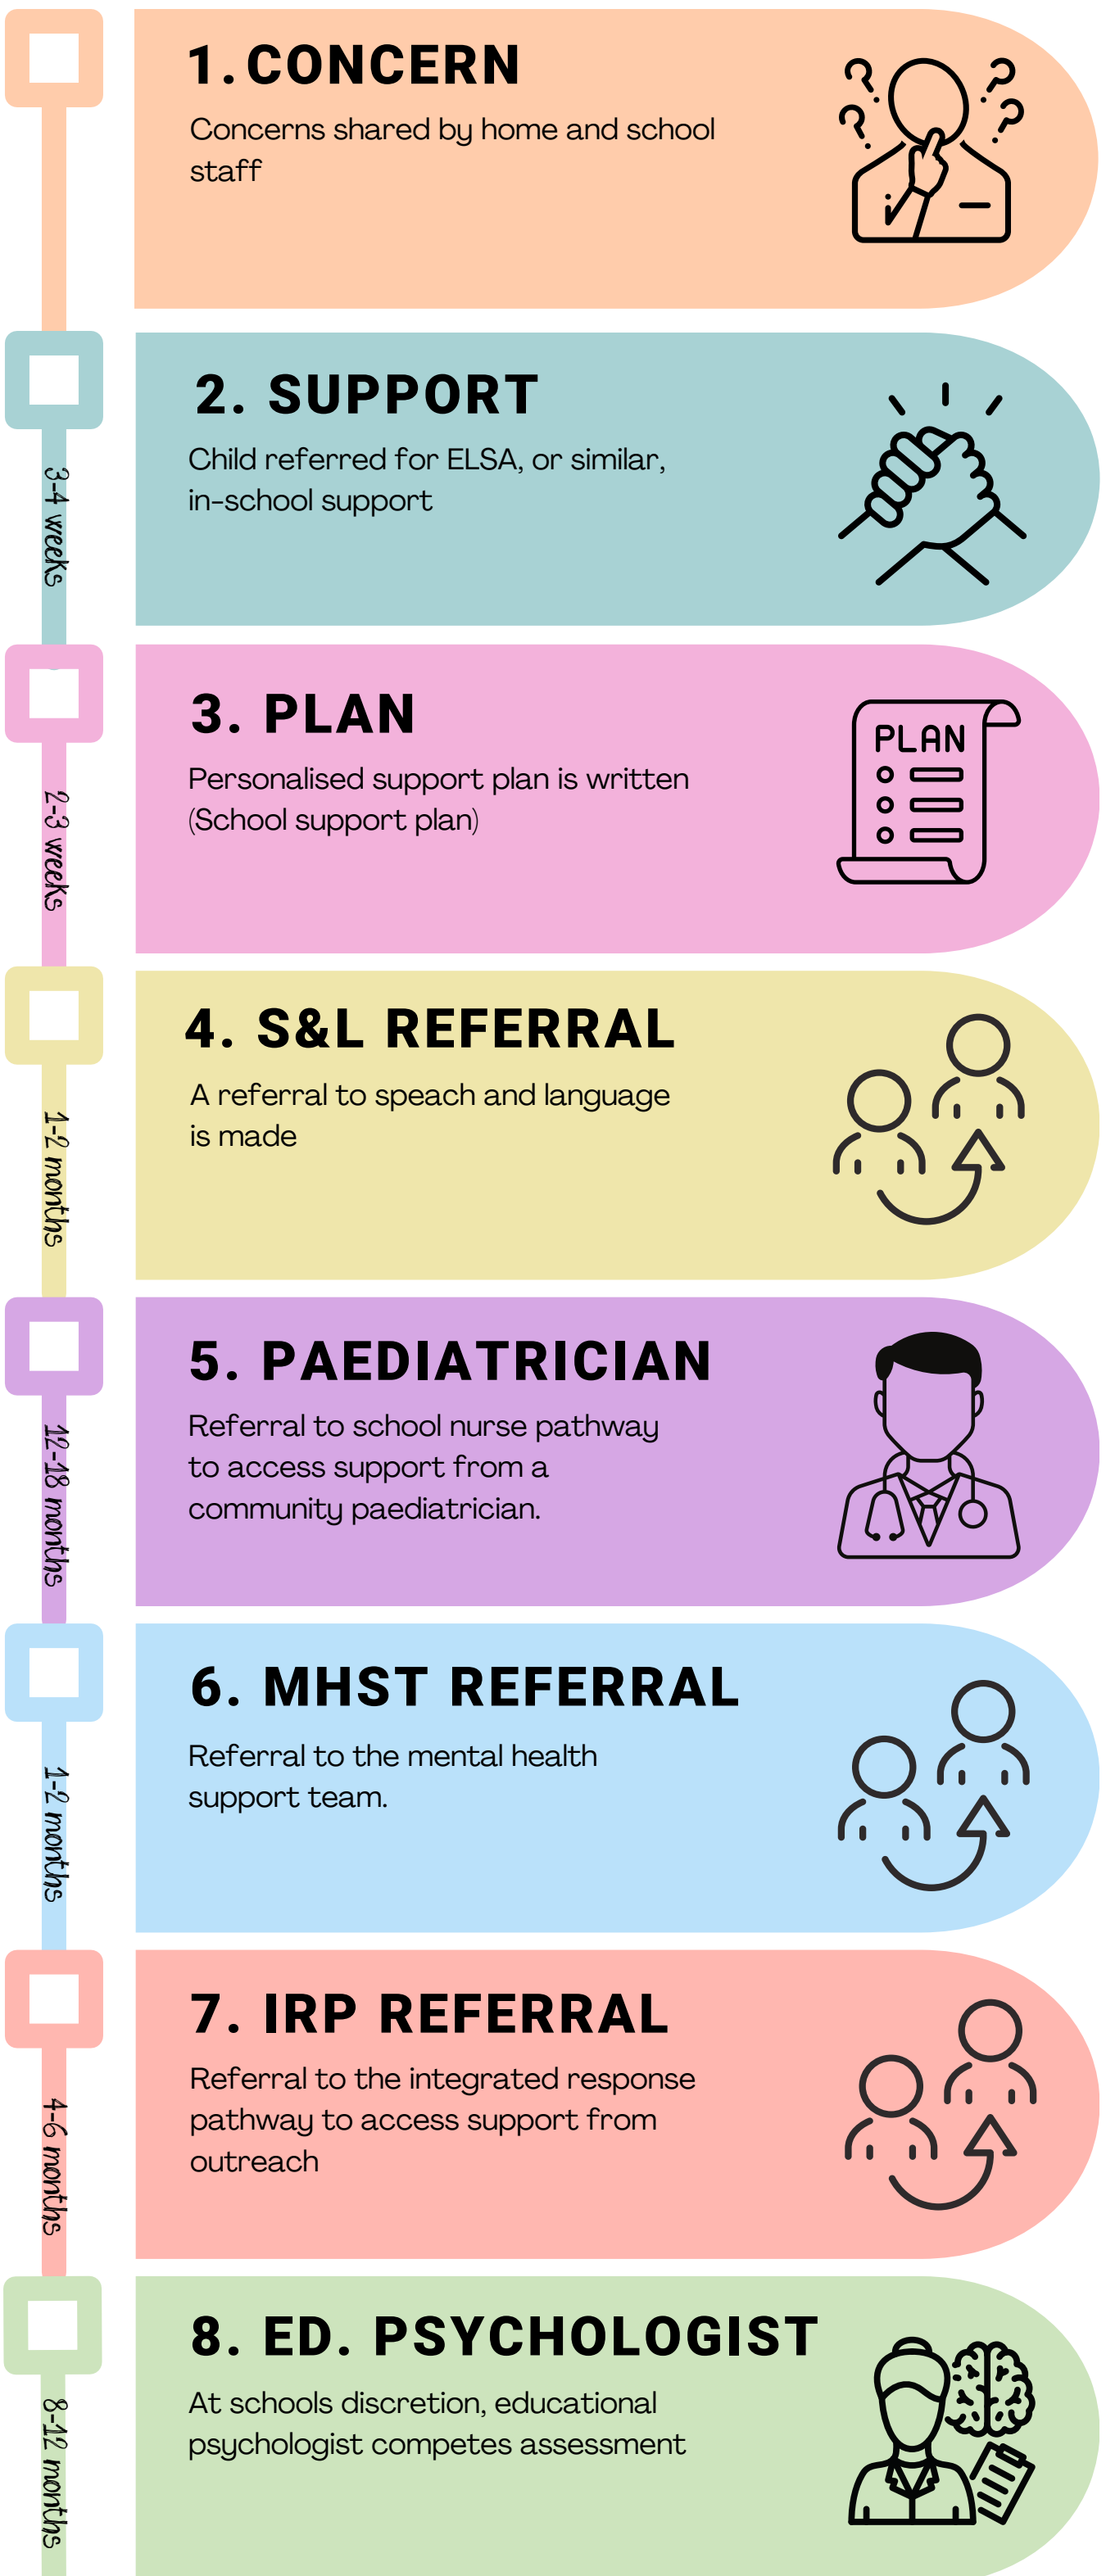 1. CONCERN
Concerns shared by home and school
staff
2. SUPPORT
Child referred for ELSA, or similar,
in-school support
3-4 weeks
3. PLAN
Personalised support plan is written
(School support plan)
PLAN
2-3 weeks
4. S&L REFERRAL
A referral to speach and language
is made
1-2 months
5. PAEDIATRICIAN
Referral to school nurse pathway
to access support from a
community paediatrician.
12-18 months
6. MHST REFERRAL
Referral to the mental health
support team.
1-2 months
7. IRP REFERRAL
Referral to the integrated response
pathway to access support from
outreach
4-6 months
8. ED. PSYCHOLOGIST
At schools discretion, educational
psychologist competes assessment
8-12 months